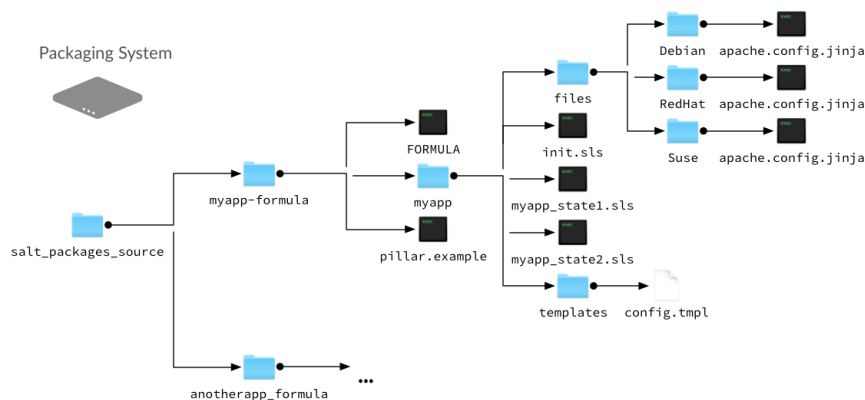 Packaging System
Debian
apache.config.jinja
files
RedHat
apache.config.jinja
FORMULA
init.sls
Suse
apache.config.jinja
myapp-formula
myapp
myapp_state1.sls
salt_packages_source
pillar.example
myapp_state2.sls
templates
config.tmpl
...
anotherapp_formula